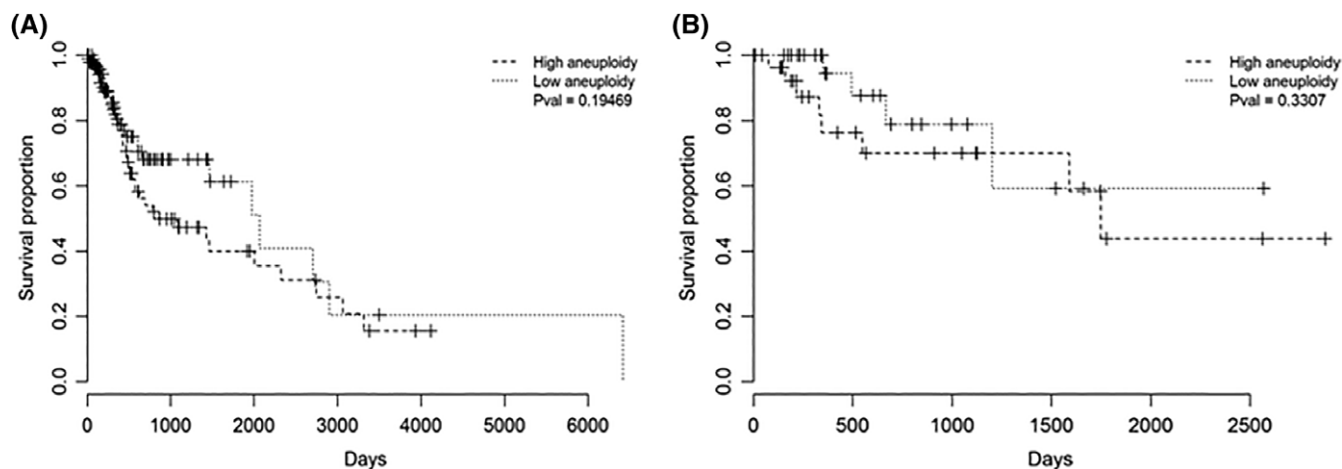 (A)
Survival proportion
1.0
0.8
0.6
0.4
0.2
0.0
High aneuploidy
Low aneuploidy
Pval = 0.19469
0 1000 2000 3000 4000 5000 6000
Days
(B)
Survival proportion
1.0
0.8
0.6
0.4
0.2
0.0
High aneuploidy
Low aneuploidy
Pval = 0.3307
0 500 1000 1500 2000 2500
Days